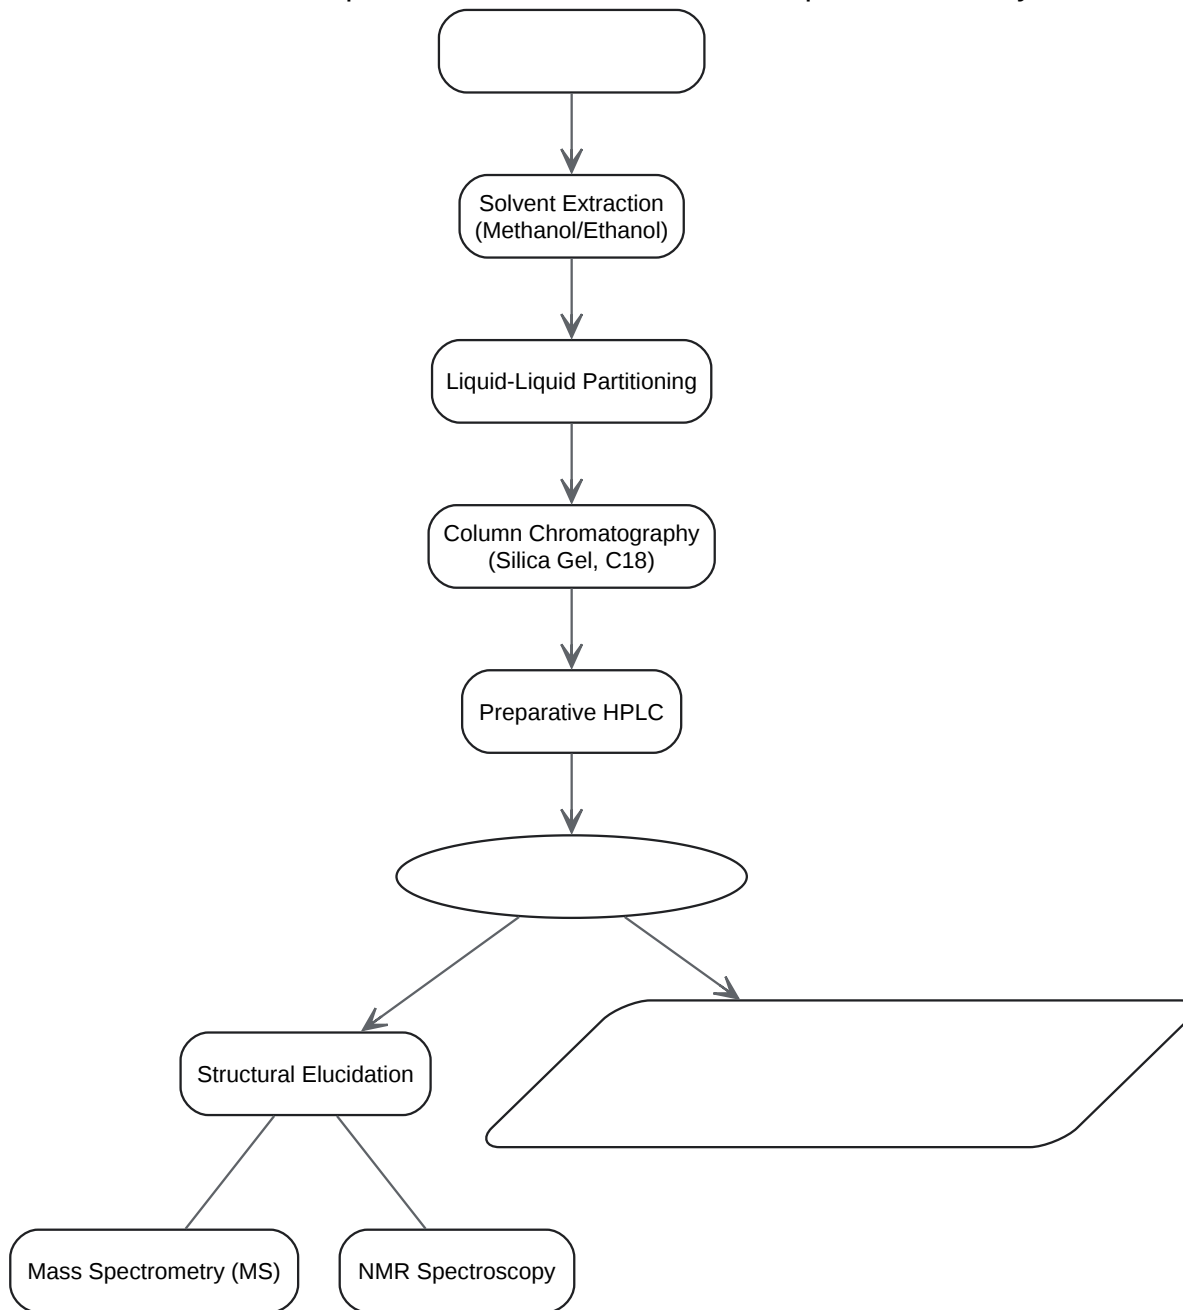 Solvent Extraction
(Methanol/Ethanol)
Liquid-Liquid Partitioning
Column Chromatography
(Silica Gel, C18)
Preparative HPLC
Structural Elucidation
Mass Spectrometry (MS)
NMR Spectroscopy